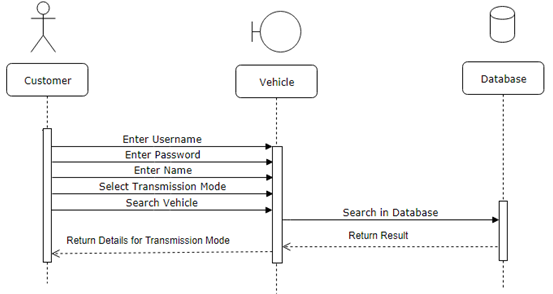 Customer
Vehicle
Database
Enter Username
Enter Password
Enter Name
Select Transmission Mode
Search Vehicle
Search in Database
Return Result
Return Details for Transmission Mode